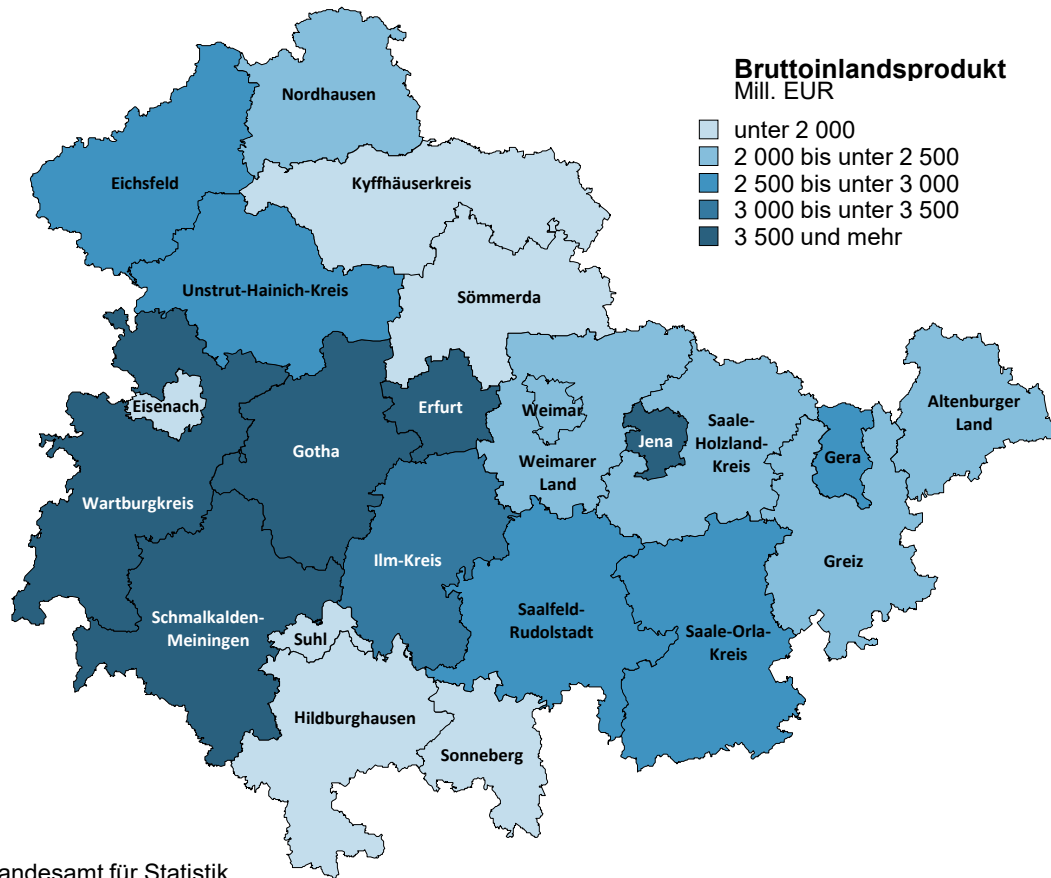 Bruttoinlandsprodukt
Mill. EUR
unter 2 000
2 000 bis unter 2 500
2 500 bis unter 3 000
3 000 bis unter 3 500
3 500 und mehr
Nordhausen
Eichsfeld
Kyffhäuserkreis
Unstrut-Hainich-Kreis
Sömmerda
Eisenach
Erfurt
Weimar
Jena
Saale-
Holzland-
Kreis
Gera
Altenburger
Land
Gotha
Weimarer
Land
Wartburgkreis
Ilm-Kreis
Greiz
Schmalkalden-
Meiningen
Suhl
Saalfeld-
Rudolstadt
Saale-Orla-
Kreis
Hildburghausen
Sonneberg
andesamt für Statistik